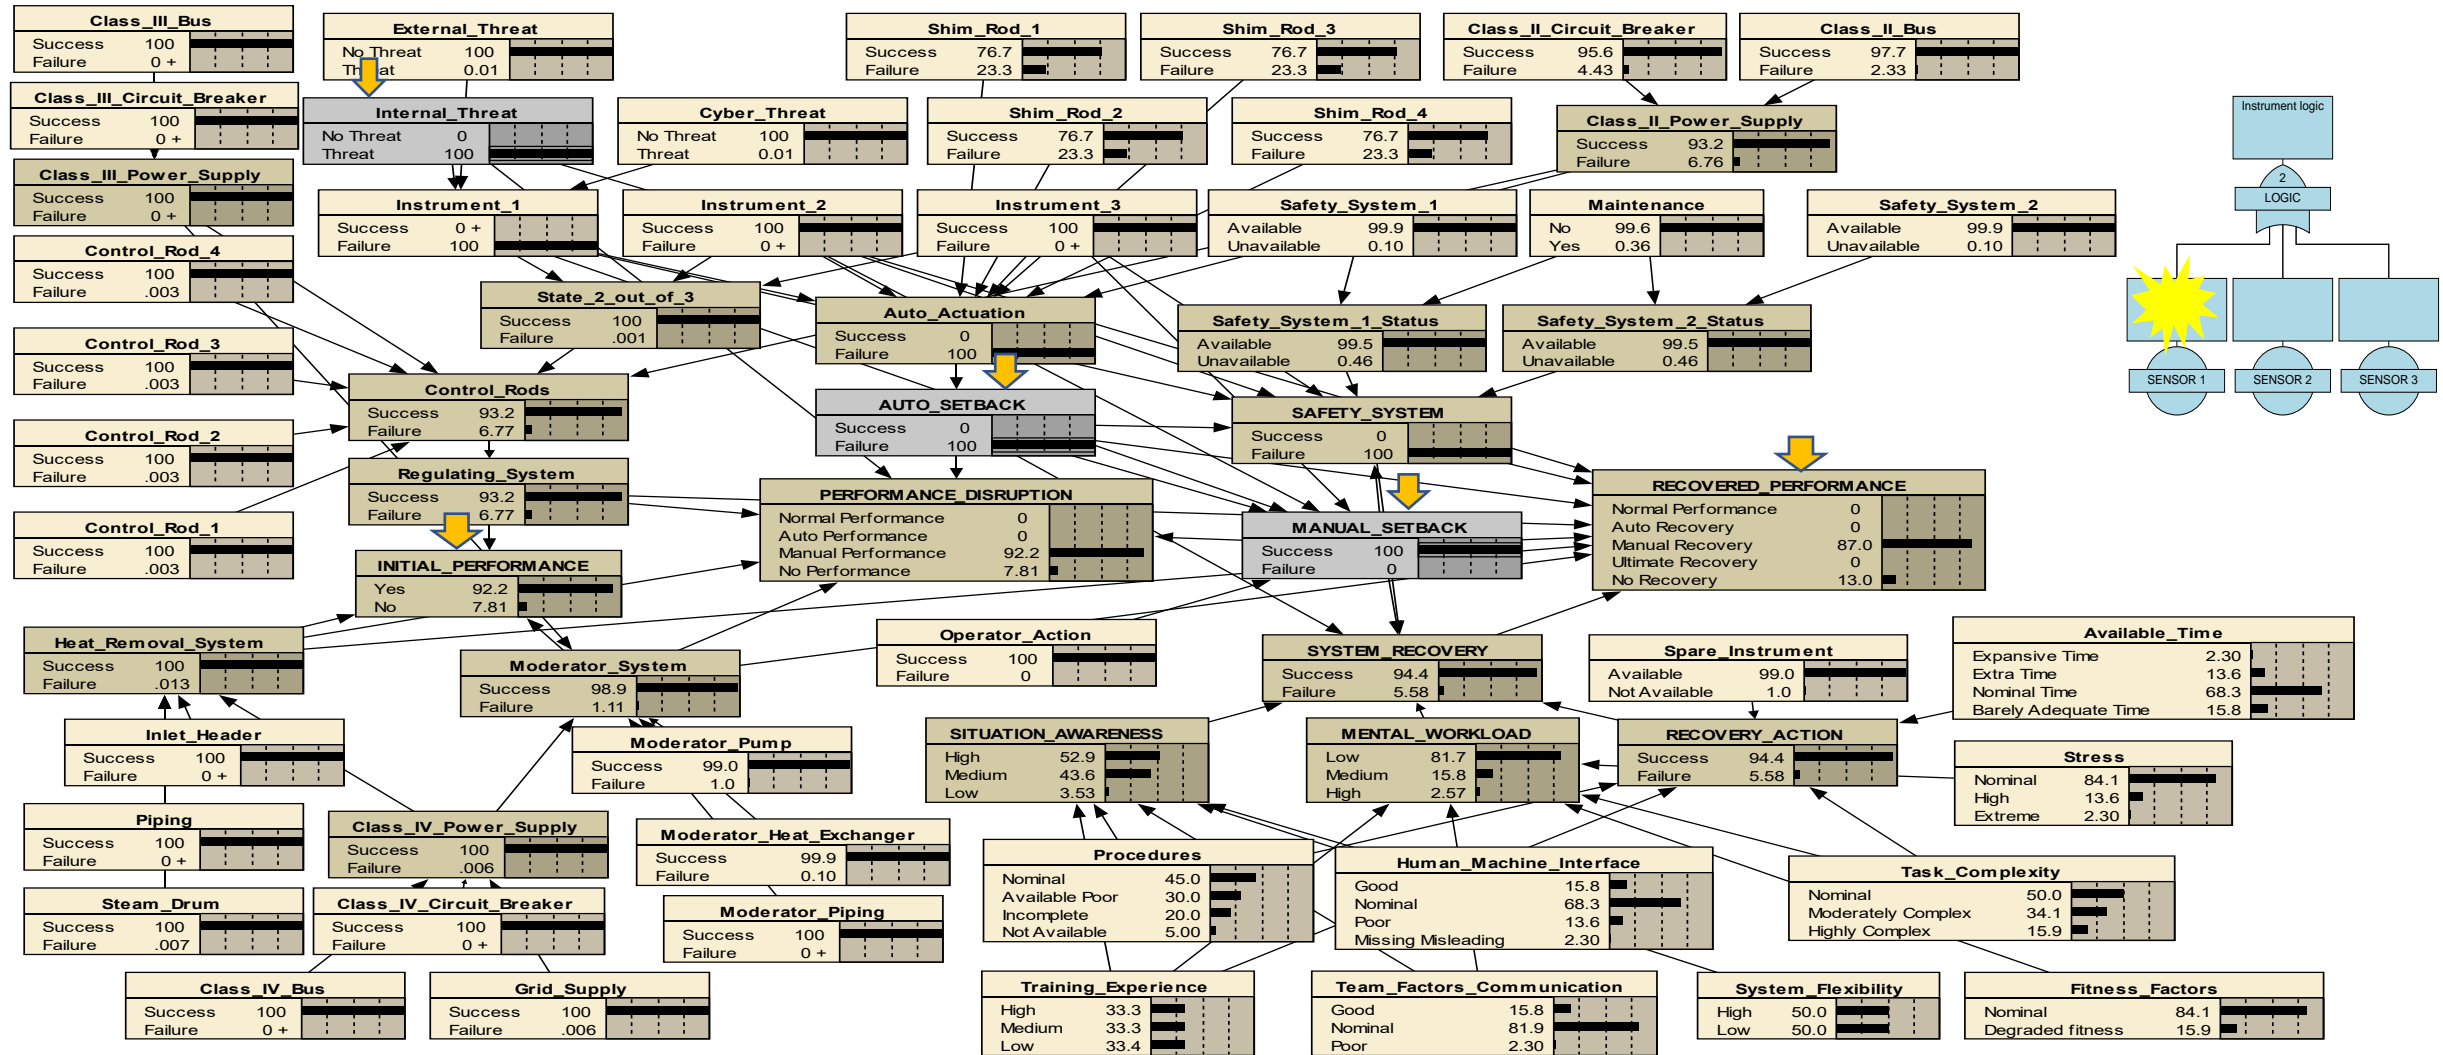 Class_III_Bus
Success 100
Failure 0 +
External_Threat
No Threat 100
Threat 0.01
Shim_Rod_1
Success 76.7
Failure 23.3
Shim_Rod_3
Success 76.7
Failure 23.3
Class_II_Circuit_Breaker
Success 95.6
Failure 4.43
Class_II_Bus
Success 97.7
Failure 2.33
Class_III_Circuit_Breaker
Success 100
Failure 0 +
Internal_Threat
No Threat 0
Threat 100
Cyber_Threat
No Threat 100
Threat 0.01
Shim_Rod_2
Success 76.7
Failure 23.3
Shim_Rod_4
Success 76.7
Failure 23.3
Class_II_Power_Supply
Success 93.2
Failure 6.76
Instrument logic
2
LOGIC
SENSOR 1
SENSOR 2
SENSOR 3
Class_III_Power_Supply
Success 100
Failure 0 +
Instrument_1
Success 0 +
Failure 100
Instrument_2
Success 100
Failure 0 +
Instrument_3
Success 100
Failure 0 +
Safety_System_1
Available 99.9
Unavailable 0.10
Maintenance
No 99.6
Yes 0.36
Safety_System_2
Available 99.9
Unavailable 0.10
Control_Rod_4
Success 100
Failure .003
State_2_out_of_3
Success 100
Failure .001
Auto_Actuation
Success 0
Failure 100
Safety_System_1_Status
Available 99.5
Unavailable 0.46
Safety_System_2_Status
Available 99.5
Unavailable 0.46
Control_Rod_3
Success 100
Failure .003
Control_Rods
Success 93.2
Failure 6.77
AUTO_SETBACK
Success 0
Failure 100
SAFETY_SYSTEM
Success 0
Failure 100
Control_Rod_2
Success 100
Failure .003
Regulating_System
Success 93.2
Failure 6.77
PERFORMANCE_DISRUPTION
Normal Performance 0
Auto Performance 0
Manual Performance 92.2
No Performance 7.81
MANUAL_SETBACK
Success 100
Failure 0
RECOVERED_PERFORMANCE
Normal Performance 0
Auto Recovery 0
Manual Recovery 87.0
Ultimate Recovery 0
No Recovery 13.0
Control_Rod_1
Success 100
Failure .003
INITIAL_PERFORMANCE
Yes 92.2
No 7.81
Heat_Removal_System
Success 100
Failure .013
Moderator_System
Success 98.9
Failure 1.11
Operator_Action
Success 100
Failure 0
SYSTEM_RECOVERY
Success 94.4
Failure 5.58
Spare_Instrument
Available 99.0
Not Available 1.0
Available_Time
Expansive Time 2.30
Extra Time 13.6
Nominal Time 68.3
Barely Adequate Time 15.8
Inlet_Header
Success 100
Failure 0 +
Moderator_Pump
Success 99.0
Failure 1.0
SITUATION_AWARENESS
High 52.9
Medium 43.6
Low 3.53
MENTAL_WORKLOAD
Low 81.7
Medium 15.8
High 2.57
RECOVERY_ACTION
Success 94.4
Failure 5.58
Stress
Nominal 84.1
High 13.6
Extreme 2.30
Piping
Success 100
Failure 0 +
Class_IV_Power_Supply
Success 100
Failure .006
Moderator_Heat_Exchanger
Success 99.9
Failure 0.10
Procedures
Nominal 45.0
Available Poor 30.0
Incomplete 20.0
Not Available 5.00
Human_Machine_Interface
Good 15.8
Nominal 68.3
Poor 13.6
Missing Misleading 2.30
Task_Complexity
Nominal 50.0
Moderately Complex 34.1
Highly Complex 15.9
Steam_Drum
Success 100
Failure .007
Class_IV_Circuit_Breaker
Success 100
Failure 0 +
Moderator_Piping
Success 100
Failure 0 +
Class_IV_Bus
Success 100
Failure 0 +
Grid_Supply
Success 100
Failure .006
Training_Experience
High 33.3
Medium 33.3
Low 33.4
Team_Factors_Communication
Good 15.8
Nominal 81.9
Poor 2.30
System_Flexibility
High 50.0
Low 50.0
Fitness_Factors
Nominal 84.1
Degraded fitness 15.9